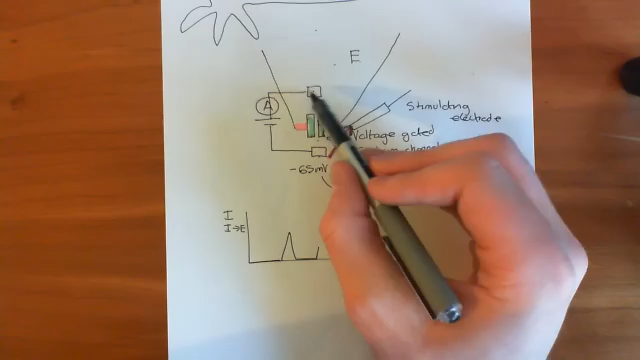 E
A
Stimulating
electrode
Voltage gated
-65mV
I
I→E